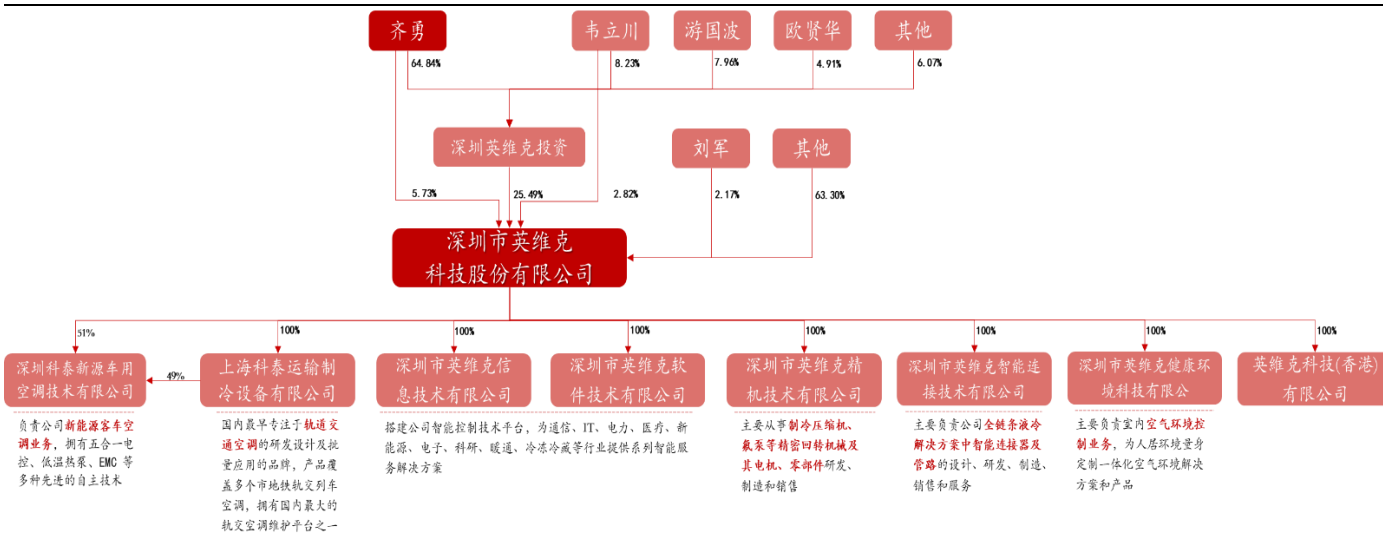 齐勇
韦立川
游国波
欧贤华
其他
64.84%
8.23%
7.96%
4.91%
6.07%
深圳英维克投资
刘军
其他
5.73%
25.49%
2.82%
2.17%
63.30%
深圳市英维克
科技股份有限公司
51%
100%
100%
100%
100%
100%
100%
100%
深圳科泰新源车用
空调技术有限公司
49%
上海科泰运输制
冷设备有限公司
深圳市英维克信
息技术有限公司
深圳市英维克软
件技术有限公司
深圳市英维克精
机技术有限公司
深圳市英维克智能连
接技术有限公司
深圳市英维克健康环
境科技有限公
英维克科技(香港)
有限公司
负责公司新能源客车空
调业务，拥有五合一电
控、低温热泵、EMC 等
多种先进的自主技术
国内最早专注于轨道交
通空调的研发设计及批
量应用的品牌，产品覆
盖多个市地铁轨交列车
空调，拥有国内最大的
轨交空调维护平台之一
搭建公司智能控制技术平台，为通信、IT、电力、医疗、新
能源、电子、科研、暖通、冷冻冷藏等行业提供系列智能服
务解决方案
主要从事制冷压缩机、
氟泵等精密回转机械及
其电机、零部件研发、
制造和销售
主要负责公司全链条液冷
解决方案中智能连接器及
管路的设计、研发、制造、
销售和服务
主要负责室内空气环境控
制业务，为人居环境量身
定制一体化空气环境解决
方案和产品